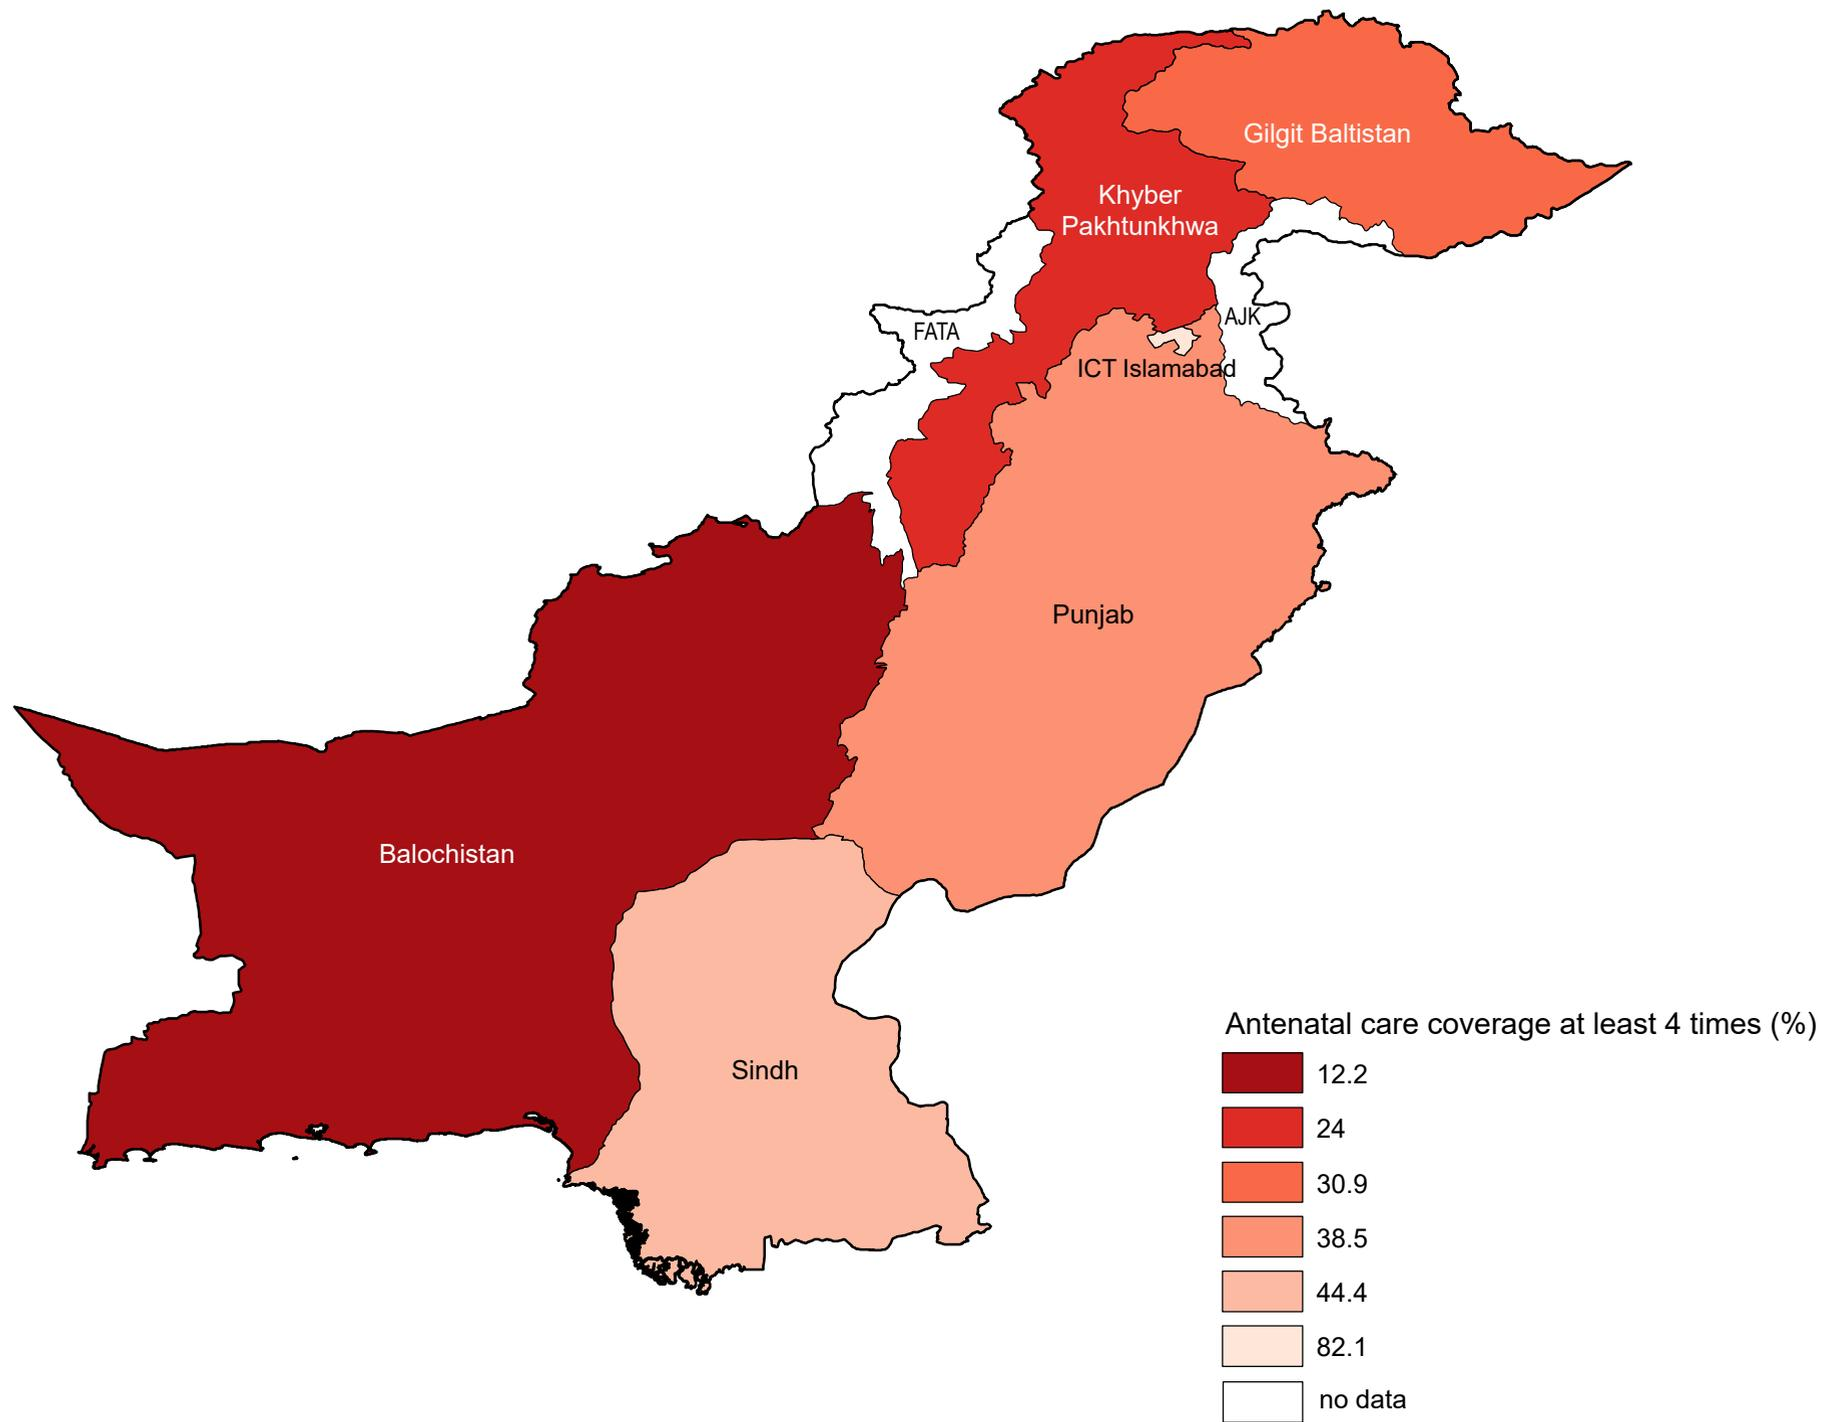 Gilgit Baltistan
Khyber
Pakhtunkhwa
FATA
AJK
ICT Islamabad
Punjab
Balochistan
Sindh
Antenatal care coverage at least 4 times (%)
12.2
24
30.9
38.5
44.4
82.1
no data